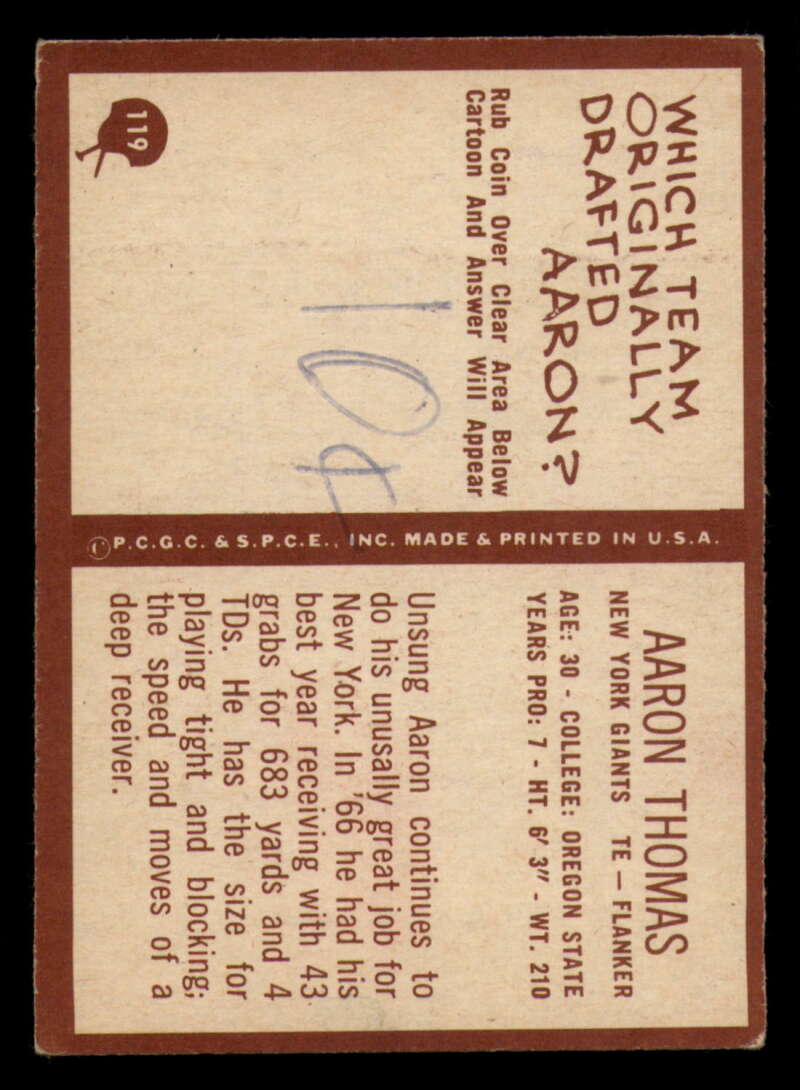 119
WHICH TEAM
ORIGINALLY
DRAFTED
AARON?
Rub Coin Over Clear Area Below
Cartoon And Answer Will Appear
10¢
© P.C.G.C. & S.P.C.E., INC. MADE & PRINTED IN U.S.A.
AARON THOMAS
NEW YORK GIANTS TE — FLANKER
AGE: 30 - COLLEGE: OREGON STATE
YEARS PRO: 7 - HT. 6' 3" - WT. 210
Unsung Aaron continues to
do his unusally great job for
New York. In '66 he had his
best year receiving with 43
grabs for 683 yards and 4
TDs. He has the size for
playing tight and blocking;
the speed and moves of a
deep receiver.